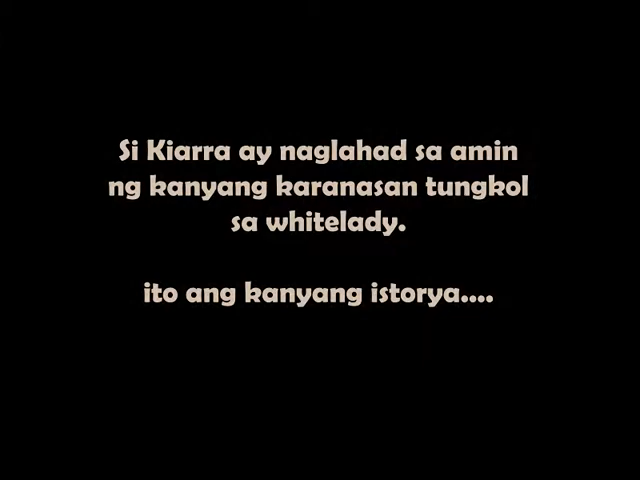 Si Kiarra ay naglahad sa amin
ng kanyang karanasan tungkol
sa whitelady.
ito ang kanyang istorya....